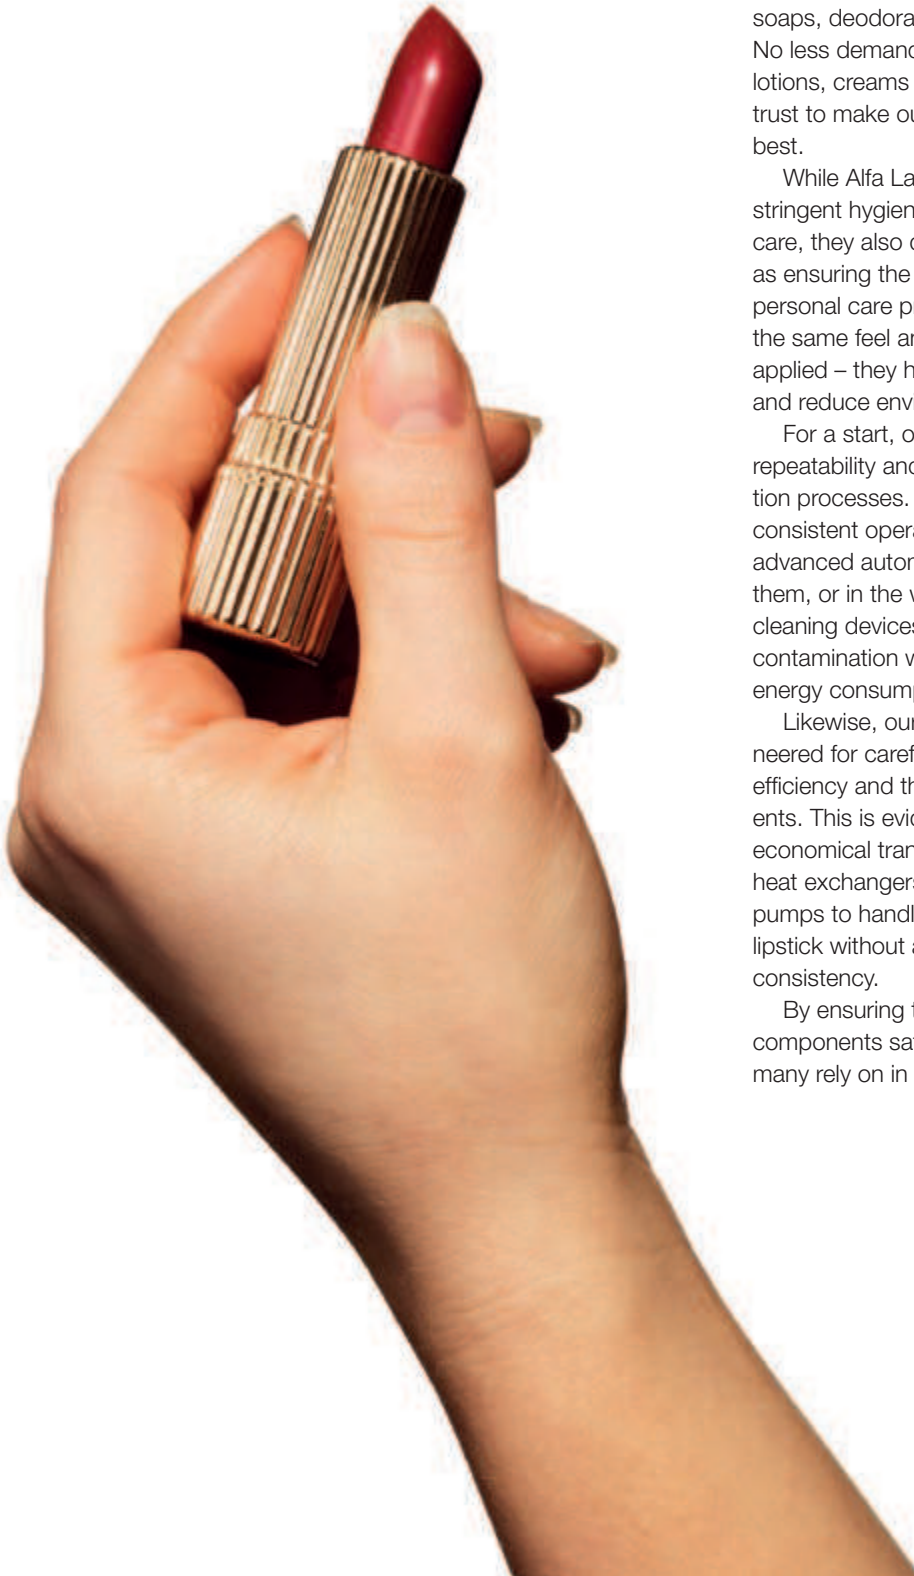 soaps, deodora
No less demand
lotions, creams
trust to make ou
best.
While Alfa La
stringent hygien
care, they also
as ensuring the
personal care p
the same feel a
applied – they h
and reduce envi
For a start, o
repeatability and
tion processes.
consistent opera
advanced auto
them, or in the
cleaning devices
contamination
energy consump
Likewise, our
neered for caref
efficiency and th
ents. This is evid
economical tran
heat exchangers
pumps to handl
lipstick without
consistency.
By ensuring
components sa
many rely on in